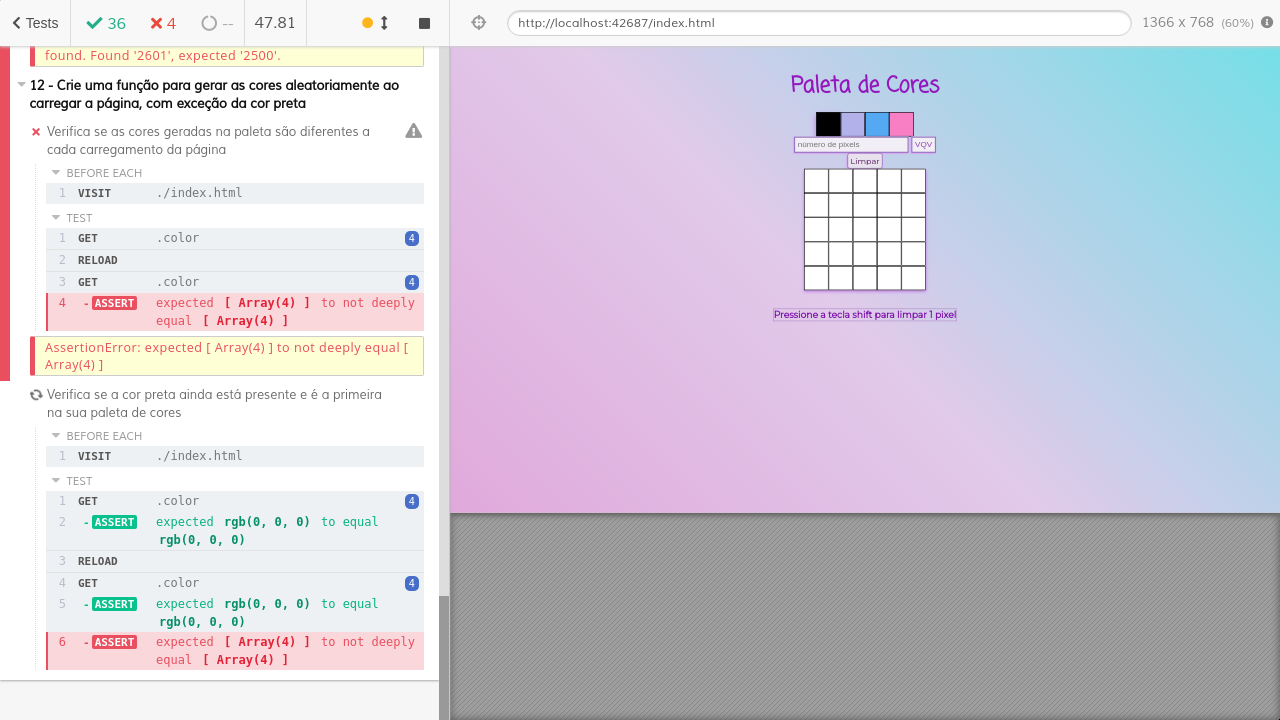 Tests
36
4
--
47.81
http://localhost:42687/index.html
1366 x 768 (60%)
found. Found '2601', expected '2500'.
12 - Crie uma função para gerar as cores aleatoriamente ao
carregar a página, com exceção da cor preta
Verifica se as cores geradas na paleta são diferentes a
cada carregamento da página
BEFORE EACH
1 VISIT ./index.html
TEST
1 GET .color 4
2 RELOAD
3 GET .color 4
4 -ASSERT expected [ Array(4) ] to not deeply
equal [ Array(4) ]
AssertionError: expected [ Array(4) ] to not deeply equal [
Array(4) ]
Verifica se a cor preta ainda está presente e é a primeira
na sua paleta de cores
BEFORE EACH
1 VISIT ./index.html
TEST
1 GET .color 4
2 -ASSERT expected rgb(0, 0, 0) to equal
rgb(0, 0, 0)
3 RELOAD
4 GET .color 4
5 -ASSERT expected rgb(0, 0, 0) to equal
rgb(0, 0, 0)
6 -ASSERT expected [ Array(4) ] to not deeply
equal [ Array(4) ]
Paleta de Cores
número de pixels
VQV
Limpar
Pressione a tecla shift para limpar 1 pixel